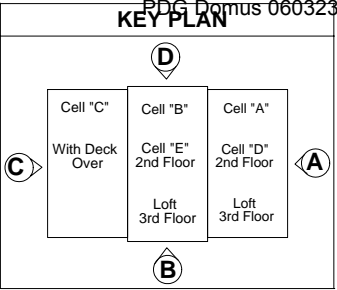 PDG Domus 060323
KEY PLAN
D
Cell "C"
With Deck
Over
Cell "B"
Cell "E"
2nd Floor
Loft
3rd Floor
Cell "A"
Cell "D"
2nd Floor
Loft
3rd Floor
C
A
B